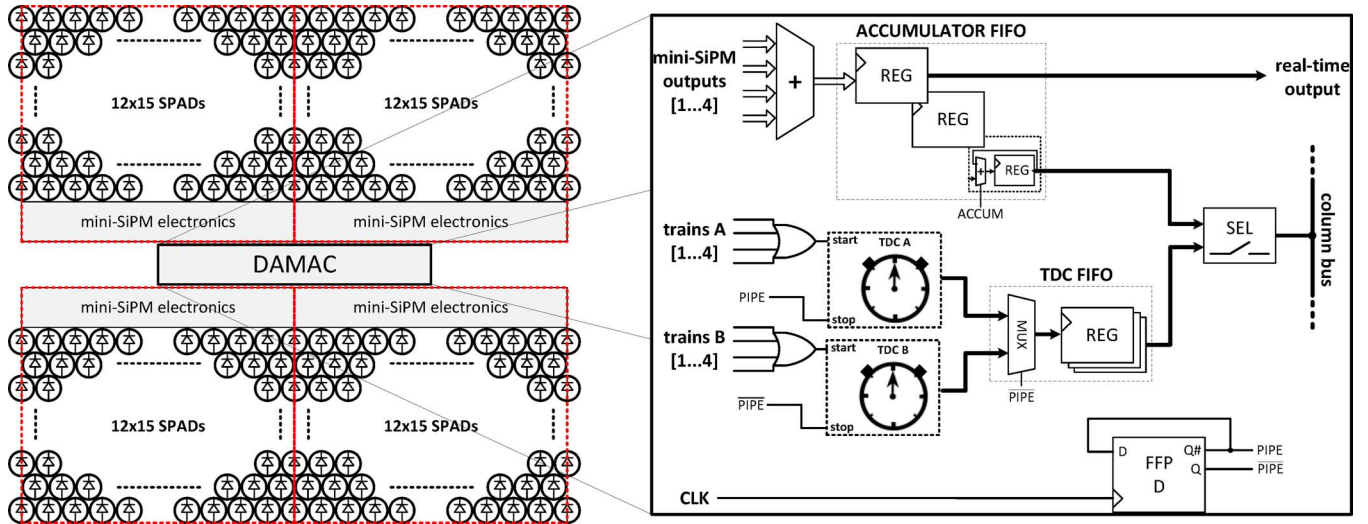 12x15 SPADs
12x15 SPADs
mini-SiPM electronics
mini-SiPM electronics
DAMAC
mini-SiPM electronics
mini-SiPM electronics
12x15 SPADs
12x15 SPADs
ACCUMULATOR FIFO
mini-SiPM
outputs
[1...4]
+
REG
REG
+
REG
ACCUM
real-time
output
trains A
[1...4]
start
TDC A
PIPE
stop
trains B
[1...4]
start
TDC B
PIPE
stop
TDC FIFO
MUX
REG
PIPE
SEL
column bus
CLK
D
Q#
Q
FFP
D
PIPE
PIPE